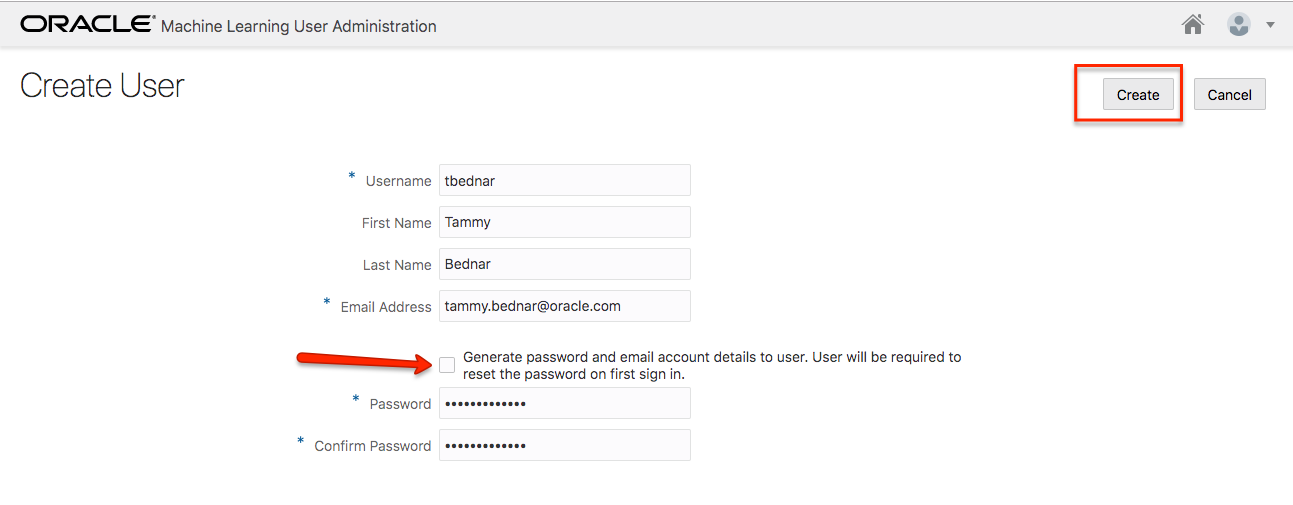 ORACLE® Machine Learning User Administration
Create User
Create Cancel
* Username tbednar
First Name Tammy
Last Name Bednar
* Email Address tammy.bednar@oracle.com
Generate password and email account details to user. User will be required to
reset the password on first sign in.
* Password •••••••••••••
* Confirm Password •••••••••••••